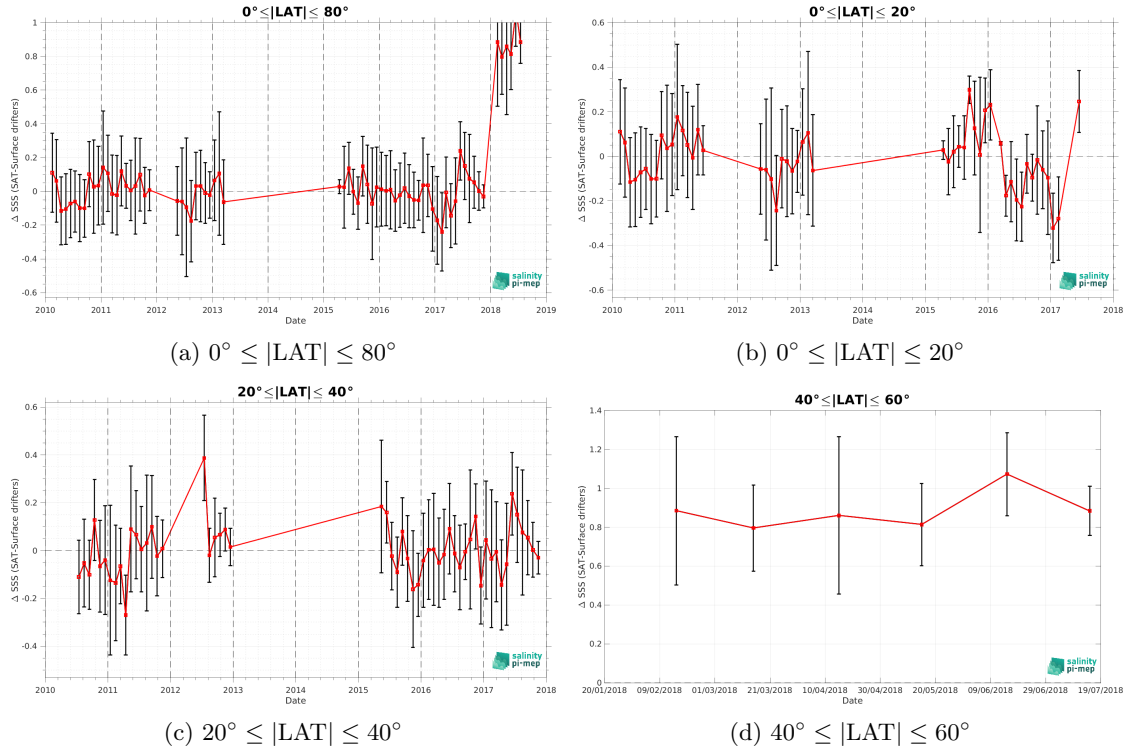 0°≤|LAT|≤ 80°
Δ SSS (SAT-Surface drifters)
1
0.8
0.6
0.4
0.2
0
-0.2
-0.4
-0.6
2010 2011 2012 2013 2014 2015 2016 2017 2018 2019
Date
salinity
pi-mep
(a) 0° ≤ |LAT| ≤ 80°
0°≤|LAT|≤ 20°
Δ SSS (SAT-Surface drifters)
0.6
0.4
0.2
0
-0.2
-0.4
-0.6
2010 2011 2012 2013 2014 2015 2016 2017 2018
Date
salinity
pi-mep
(b) 0° ≤ |LAT| ≤ 20°
20°≤|LAT|≤ 40°
Δ SSS (SAT-Surface drifters)
0.6
0.4
0.2
0
-0.2
-0.4
2010 2011 2012 2013 2014 2015 2016 2017 2018
Date
salinity
pi-mep
(c) 20° ≤ |LAT| ≤ 40°
40°≤|LAT|≤ 60°
Δ SSS (SAT-Surface drifters)
1.4
1.2
1
0.8
0.6
0.4
0.2
0
20/01/2018 09/02/2018 01/03/2018 21/03/2018 10/04/2018 30/04/2018 20/05/2018 09/06/2018 29/06/2018 19/07/2018
Date
salinity
pi-mep
(d) 40° ≤ |LAT| ≤ 60°